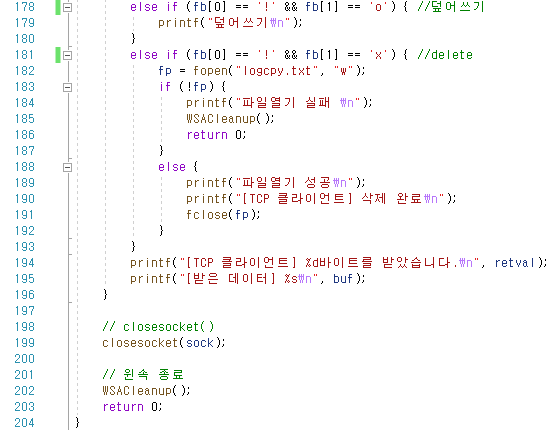 178 else if (fb[0] == '!' && fb[1] == 'o') { //덮어쓰기
179 printf("덮어쓰기₩n");
180 }
181 else if (fb[0] == '!' && fb[1] == 'x') { //delete
182 fp = fopen("logcpy.txt", "w");
183 if (!fp) {
184 printf("파일열기 실패 ₩n");
185 WSACleanup();
186 return 0;
187 }
188 else {
189 printf("파일열기 성공₩n");
190 printf("[TCP 클라이언트] 삭제 완료₩n");
191 fclose(fp);
192 }
193 }
194 printf("[TCP 클라이언트] %d바이트를 받았습니다.₩n", retval);
195 printf("[받은 데이터] %s₩n", buf);
196 }
197
198 // closesocket()
199 closesocket(sock);
200
201 // 윈속 종료
202 WSACleanup();
203 return 0;
204 }